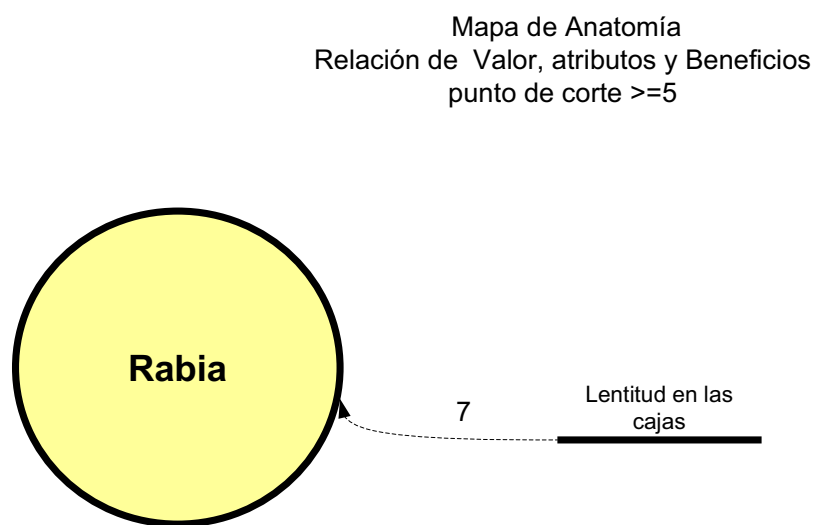 Mapa de Anatomía
Relación de Valor, atributos y Beneficios
punto de corte >=5
Rabia
7
Lentitud en las
cajas